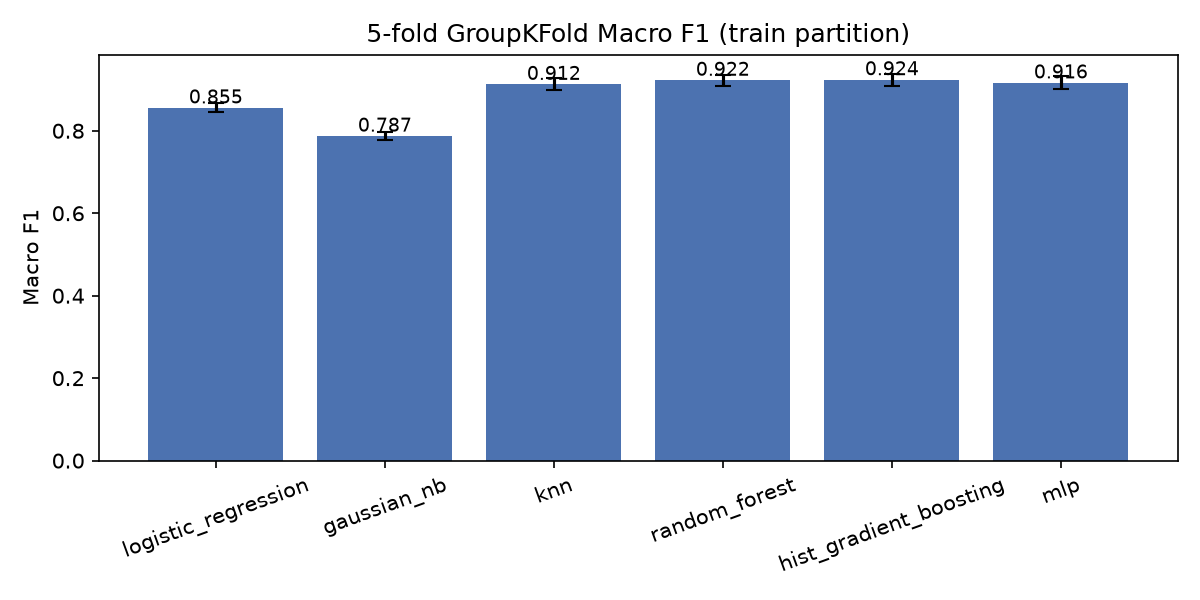 5-fold GroupKFold Macro F1 (train partition)
Macro F1
0.8
0.6
0.4
0.2
0.0
0.855
0.787
0.912
0.922
0.924
0.916
logistic_regression
gaussian_nb
knn
random_forest
hist_gradient_boosting
mlp